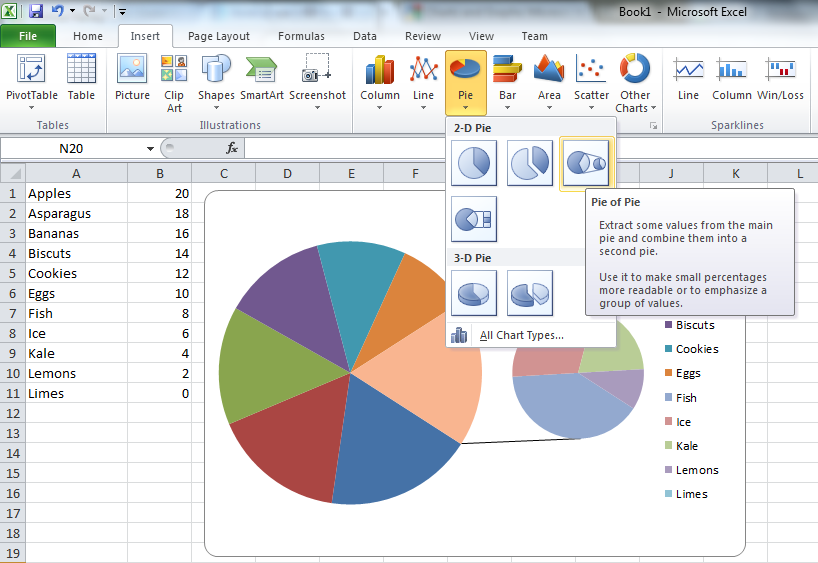 Book1 - Microsoft Excel
File Home Insert Page Layout Formulas Data Review View Team
PivotTable Table Picture Clip Art Shapes SmartArt Screenshot Column Line Pie Bar Area Scatter Other Charts Line Column Win/Loss
Tables Illustrations Sparklines
N20 fx
2-D Pie
A B C D E F J K L
1 Apples 20
2 Asparagus 18
3 Bananas 16
4 Biscuts 14
5 Cookies 12
6 Eggs 10
7 Fish 8
8 Ice 6
9 Kale 4
10 Lemons 2
11 Limes 0
12
13
14
15
16
17
18
19
Pie of Pie
Extract some values from the main
pie and combine them into a
second pie.
Use it to make small percentages
more readable or to emphasize a
group of values.
3-D Pie
All Chart Types...
Biscuts
Cookies
Eggs
Fish
Ice
Kale
Lemons
Limes